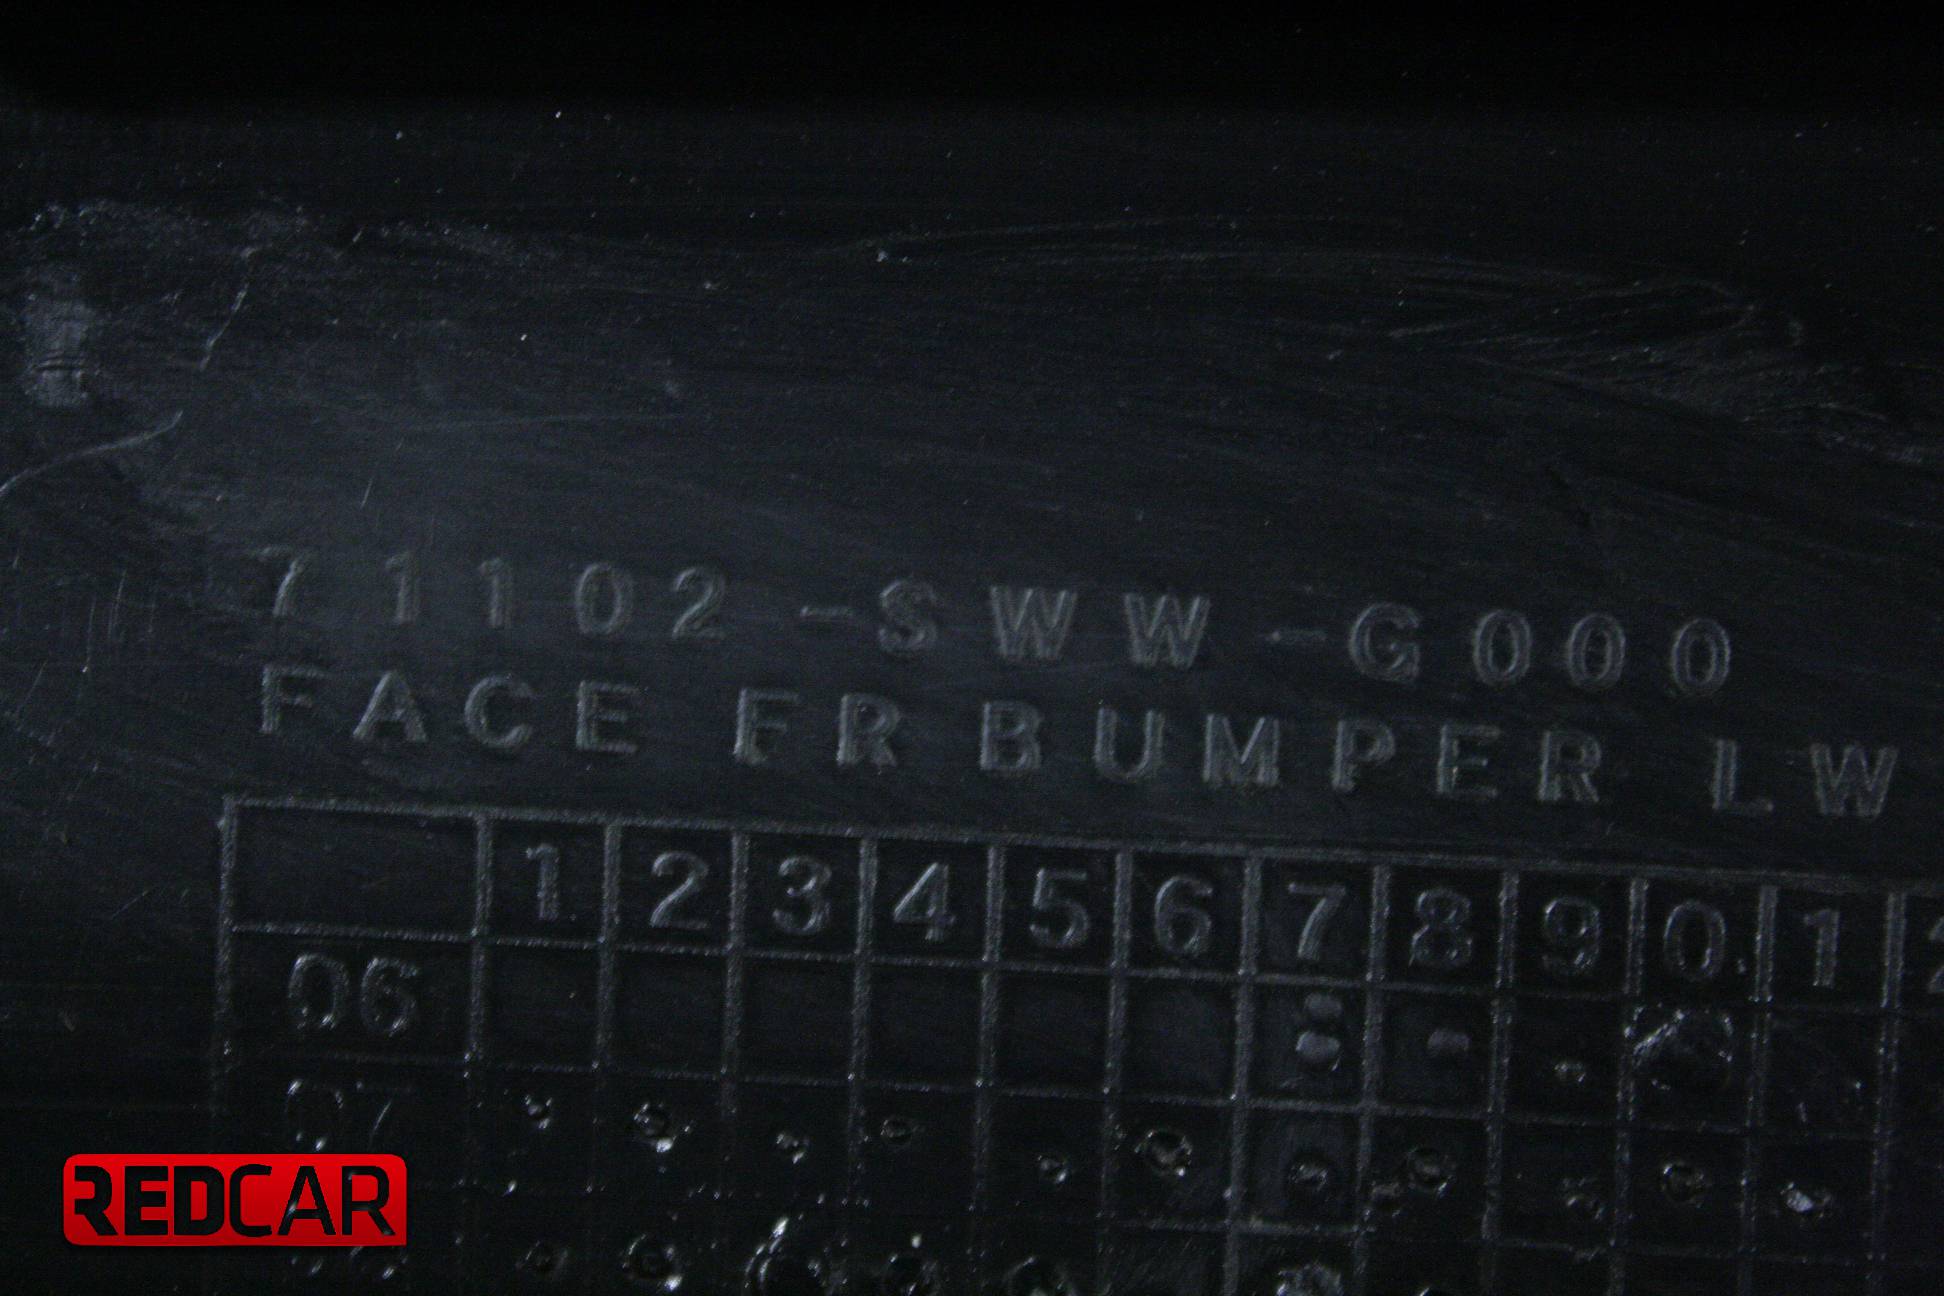 71102-SWW-G000
FACE FR BUMPER LW
1 2 3 4 5 6 7 8 9 0 1
06
07
REDCAR